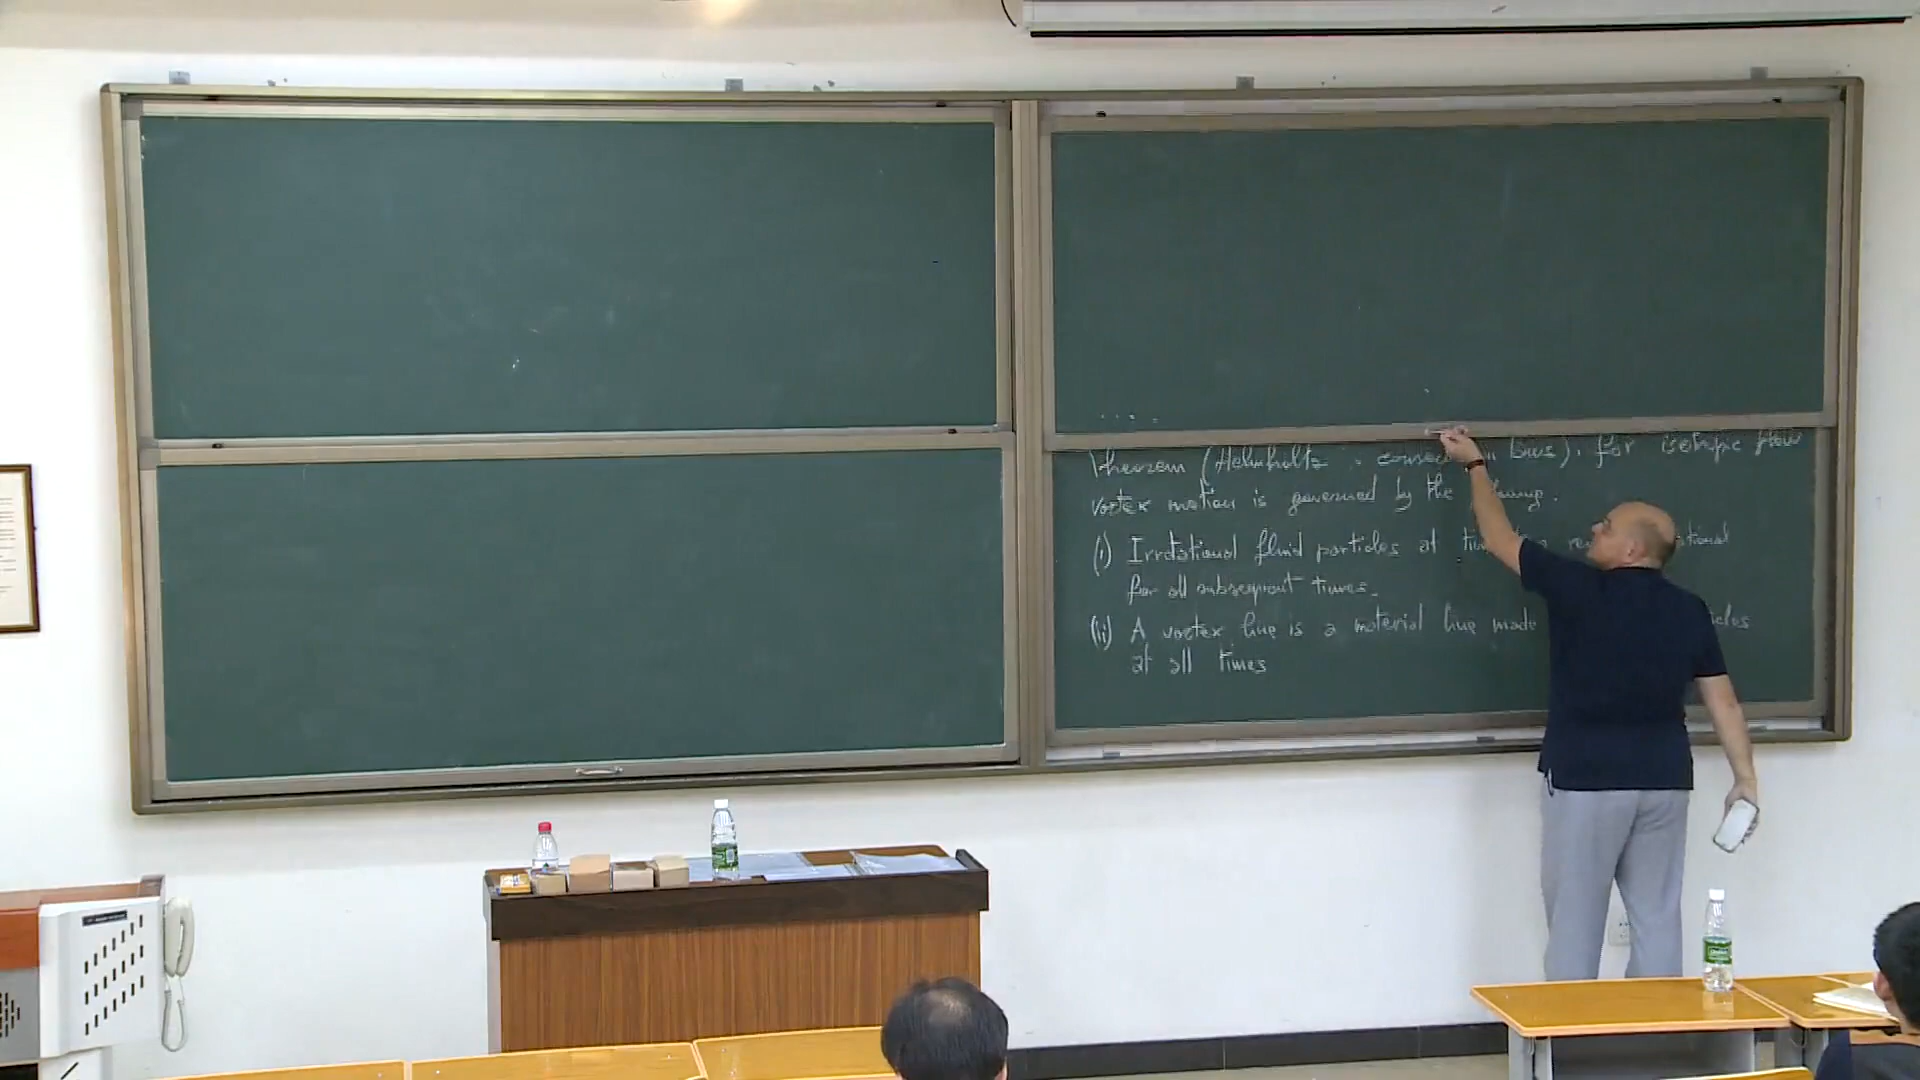 Theorem (Helmholtz's laws). For isentropic flow
vortex motion is governed by the
(i) Irrotational fluid particles at
for all subsequent times.
(ii) A vortex line is a material line made
at all times